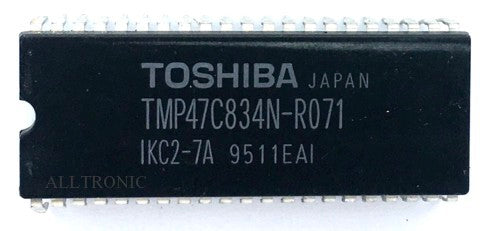 TOSHIBA JAPAN
TMP47C834N-R071
IKC2-7A 9511EAI
ALLTRONIC